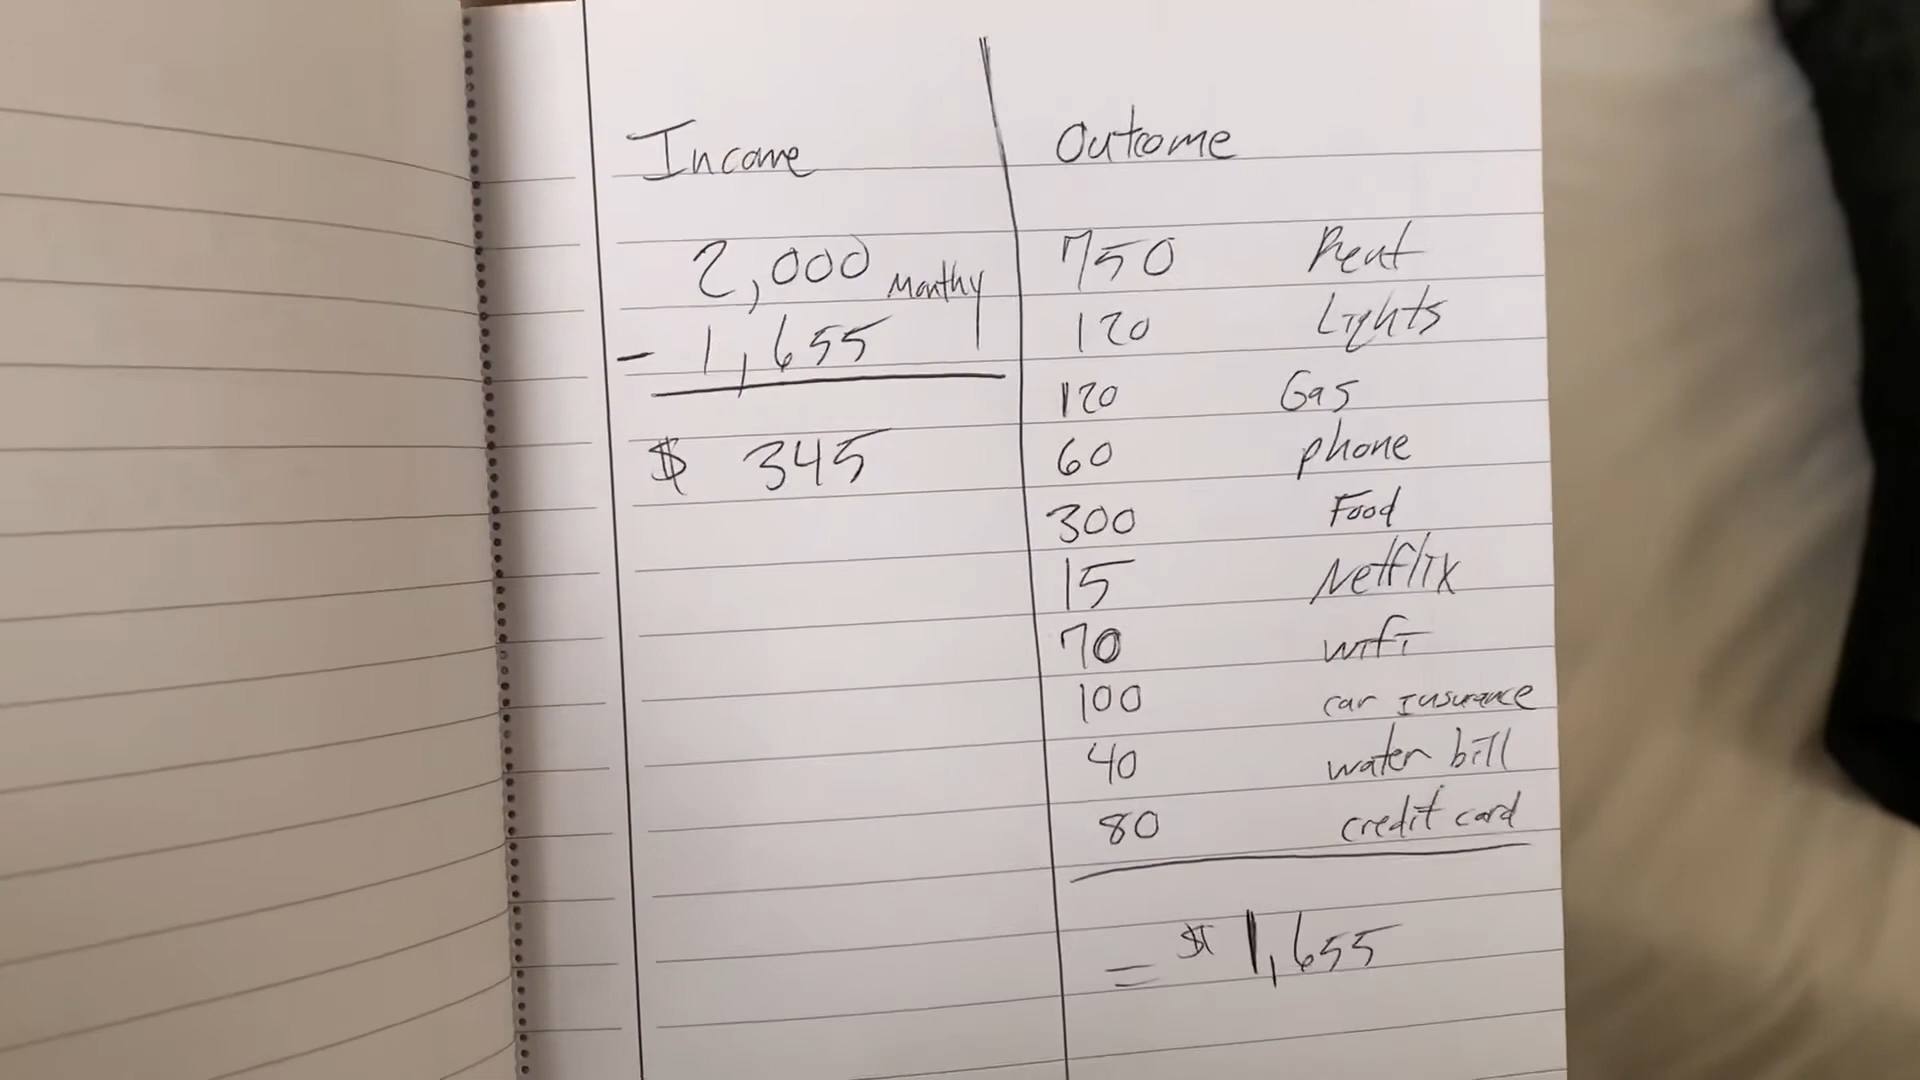 Income
2,000 Monthy
- 1,655
$ 345
Outcome
750 Rent
120 Lights
120 Gas
60 phone
300 Food
15 Netflix
70 wifi
100 car insurance
40 water bill
80 credit card
= $ 1,655